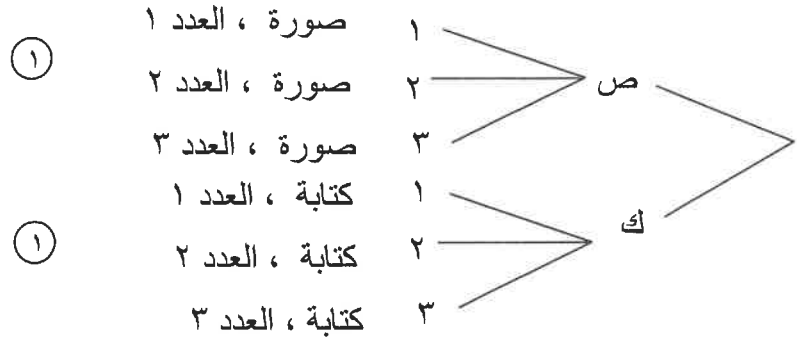 ١ صورة ، العدد ١
٢ صورة ، العدد ٢
ص
٣ صورة ، العدد ٣
١
١ كتابة ، العدد ١
ك
٢ كتابة ، العدد ٢
١
٣ كتابة ، العدد ٣